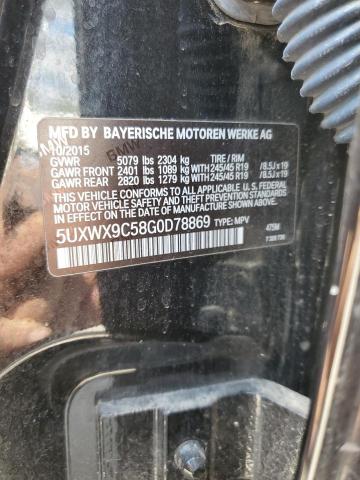 MFD BY BAYERISCHE MOTOREN WERKE AG
10/2015
GVWR 5079 lbs 2304 kg TIRE / RIM
GAWR FRONT 2401 lbs 1089 kg WITH 245/45 R19 / 8.5J x 19
GAWR REAR 2820 lbs 1279 kg WITH 245/45 R19 / 8.5J x 19
THIS VEHICLE CONFORMS TO ALL APPLICABLE U.S. FEDERAL
MOTOR VEHICLE SAFETY STANDARDS IN EFFECT
ON THE DATE OF MANUFACTURE SHOWN ABOVE.
5UXWX9C58G0D78869 TYPE: MPV
475M